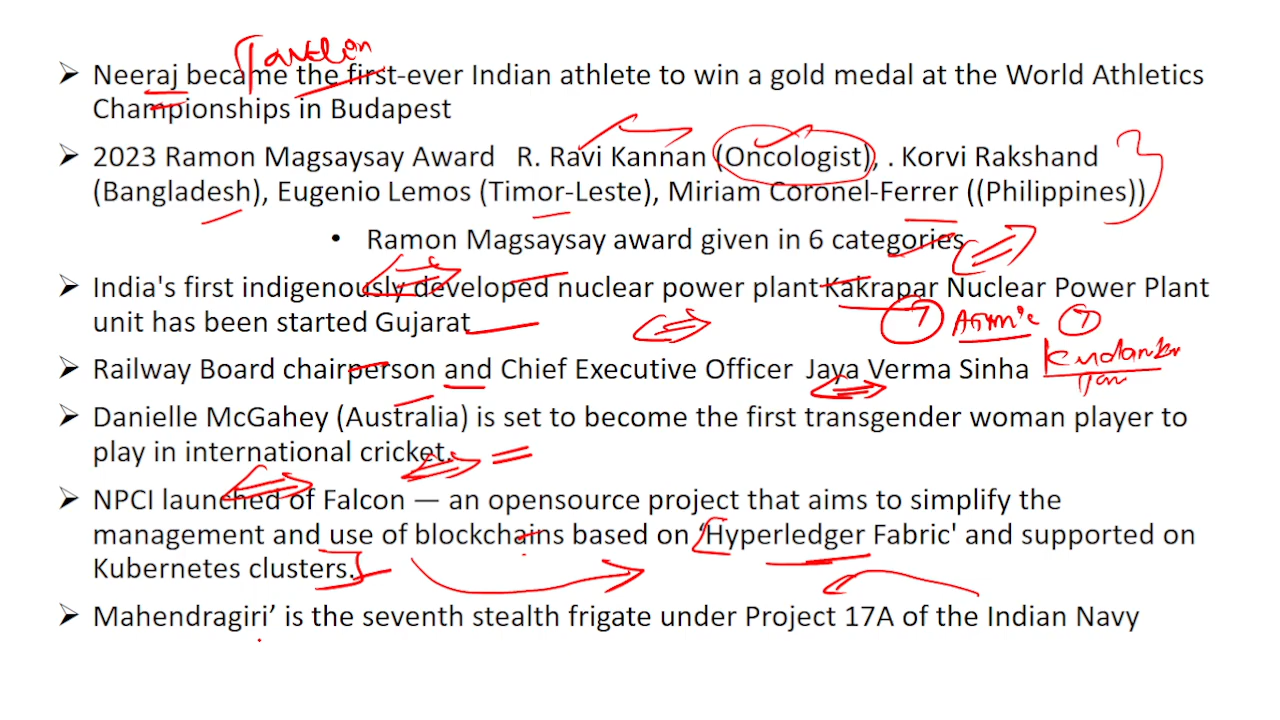 ➢ Neeraj became the first-ever Indian athlete to win a gold medal at the World Athletics
Championships in Budapest
➢ 2023 Ramon Magsaysay Award R. Ravi Kannan (Oncologist), . Korvi Rakshand
(Bangladesh), Eugenio Lemos (Timor-Leste), Miriam Coronel-Ferrer ((Philippines))
• Ramon Magsaysay award given in 6 categories
➢ India's first indigenously developed nuclear power plant Kakrapar Nuclear Power Plant
unit has been started Gujarat
7 7
➢ Railway Board chairperson and Chief Executive Officer Jaya Verma Sinha
➢ Danielle McGahey (Australia) is set to become the first transgender woman player to
play in international cricket.
➢ NPCI launched of Falcon — an opensource project that aims to simplify the
management and use of blockchains based on 'Hyperledger Fabric' and supported on
Kubernetes clusters.
➢ Mahendragiri’ is the seventh stealth frigate under Project 17A of the Indian Navy